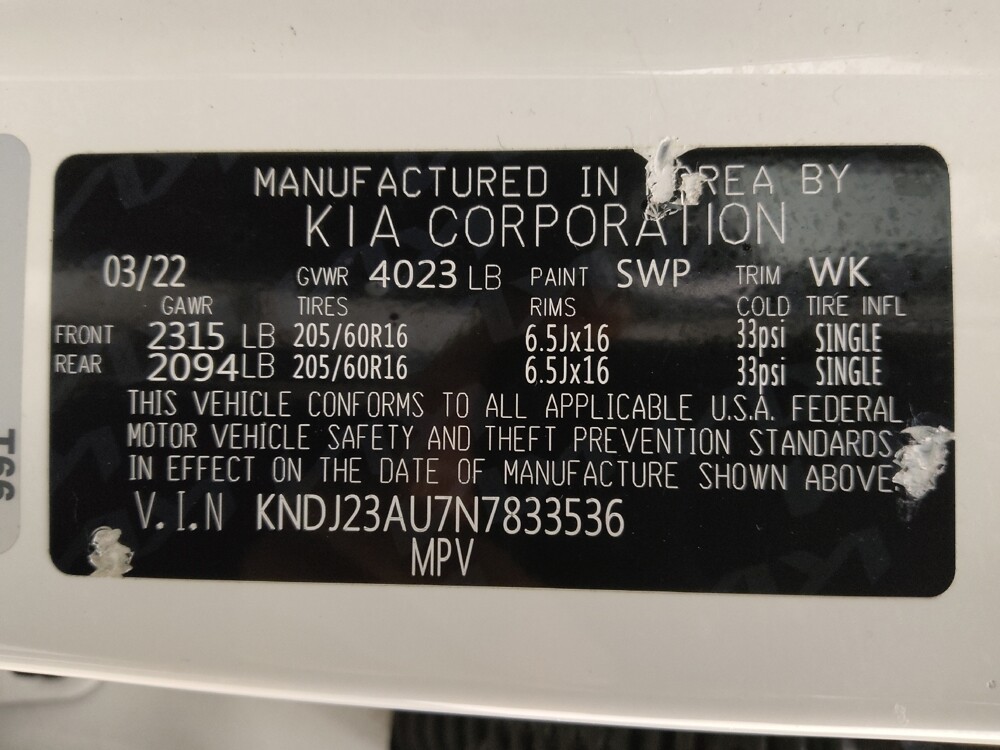 MANUFACTURED IN KOREA BY
KIA CORPORATION
03/22 GVWR 4023 LB PAINT SWP TRIM WK
GAWR TIRES RIMS COLD TIRE INFL
FRONT 2315 LB 205/60R16 6.5Jx16 33psi SINGLE
REAR 2094LB 205/60R16 6.5Jx16 33psi SINGLE
THIS VEHICLE CONFORMS TO ALL APPLICABLE U.S.A. FEDERAL
MOTOR VEHICLE SAFETY AND THEFT PREVENTION STANDARDS
IN EFFECT ON THE DATE OF MANUFACTURE SHOWN ABOVE.
V.I.N KNDJ23AU7N7833536
MPV
T66